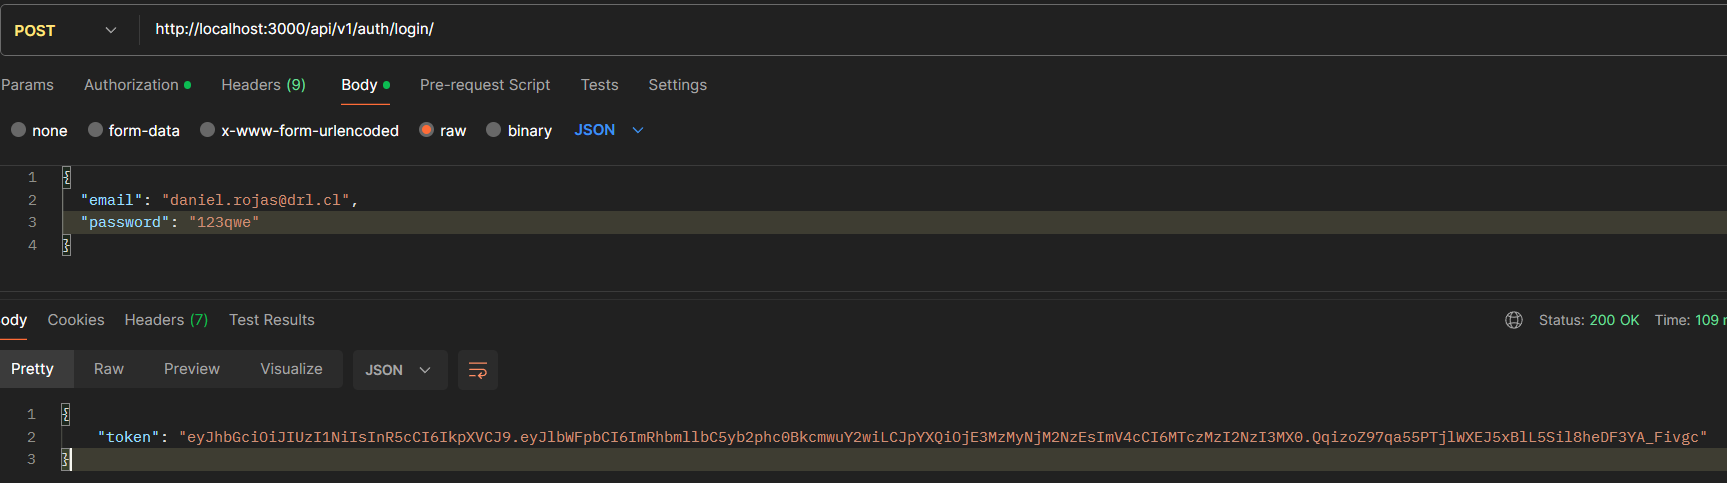 POST http://localhost:3000/api/v1/auth/login/
Params Authorization Headers (9) Body Pre-request Script Tests Settings
none form-data x-www-form-urlencoded raw binary JSON
1 {
2 "email": "daniel.rojas@drl.cl",
3 "password": "123qwe"
4 }
ody Cookies Headers (7) Test Results Status: 200 OK Time: 109 r
Pretty Raw Preview Visualize JSON
1 {
2 "token": "eyJhbGciOiJIUzI1NiIsInR5cCI6IkpXVCJ9.eyJlbWFpbCI6ImRhbmllbC5yb2phc0BkcmwuY2wiLCJpYXQiOjE3MzMyNjM2NzEsImV4cCI6MTczMzI2NzI3MX0.QqizoZ97qa55PTjlWXEJ5xBlL5Sil8heDF3YA_Fivgc"
3 }